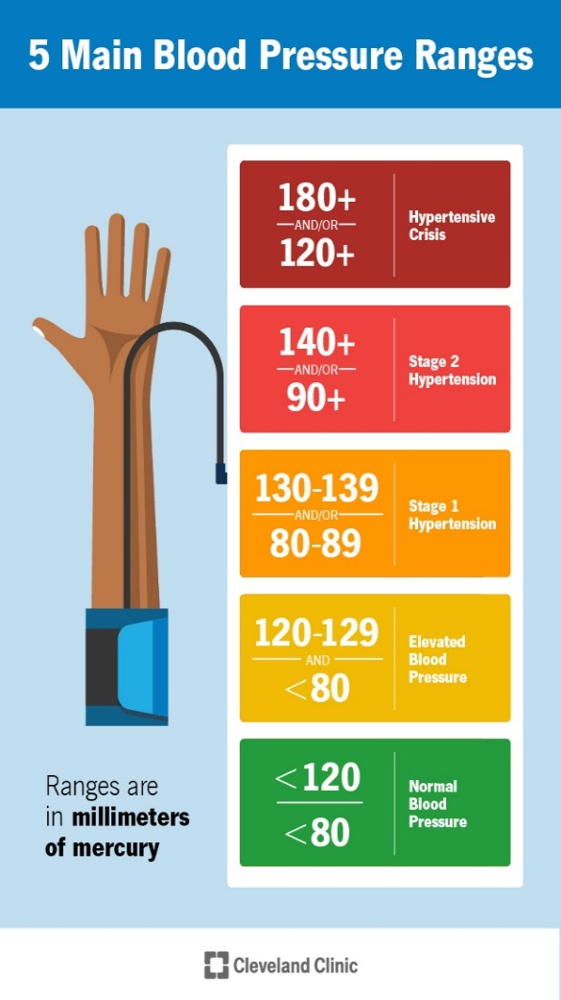 5 Main Blood Pressure Ranges
180+
AND/OR
120+
Hypertensive
Crisis
140+
AND/OR
90+
Stage 2
Hypertension
130-139
AND/OR
80-89
Stage 1
Hypertension
120-129
AND
<80
Elevated
Blood
Pressure
<120
<80
Normal
Blood
Pressure
Ranges are
in millimeters
of mercury
Cleveland Clinic